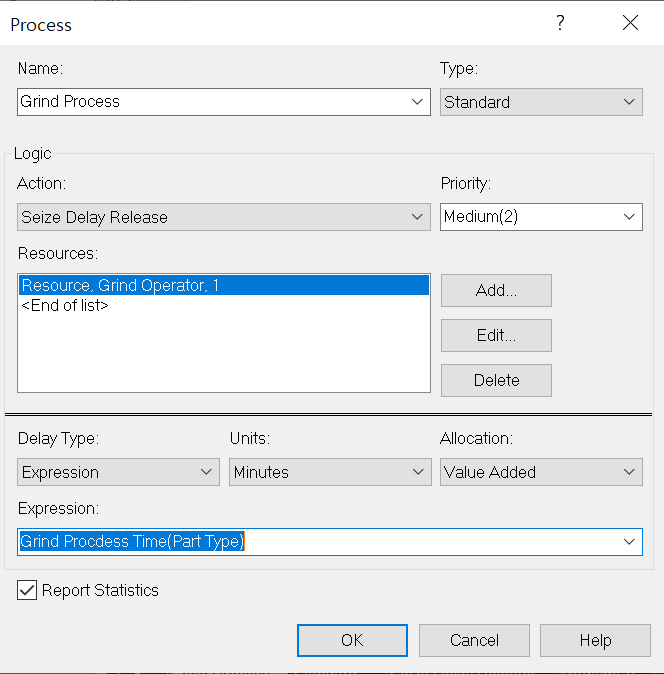 Process
Name: Type:
Grind Process Standard
Logic
Action: Priority:
Seize Delay Release Medium(2)
Resources:
Resource, Grind Operator, 1
<End of list>
Add...
Edit...
Delete
Delay Type: Units: Allocation:
Expression Minutes Value Added
Expression:
Grind Procdess Time(Part Type)
Report Statistics
OK Cancel Help